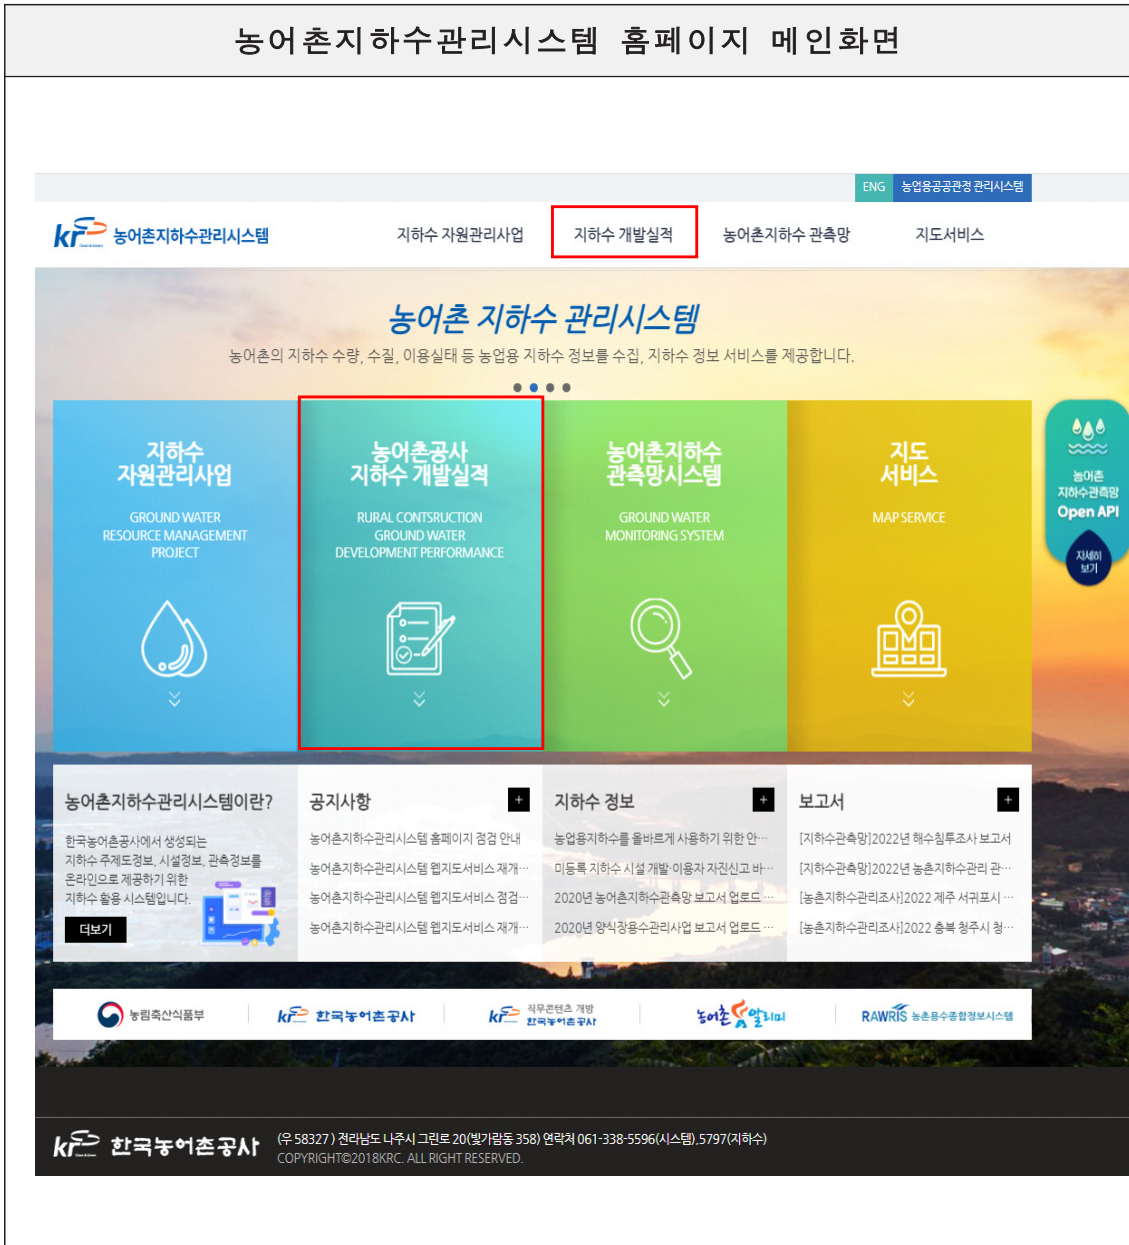 농어촌지하수관리시스템 홈페이지 메인화면
ENG 농업용공공관정 관리시스템
kr 농어촌지하수관리시스템 지하수 자원관리사업 지하수 개발실적 농어촌지하수 관측망 지도서비스
농어촌 지하수 관리시스템
농어촌의 지하수 수량, 수질, 이용실태 등 농업용 지하수 정보를 수집, 지하수 정보 서비스를 제공합니다.
지하수
자원관리사업
GROUND WATER
RESOURCE MANAGEMENT
PROJECT
농어촌공사
지하수 개발실적
RURAL CONTSRUCTION
GROUND WATER
DEVELOPMENT PERFORMANCE
농어촌지하수
관측망시스템
GROUND WATER
MONITORING SYSTEM
지도
서비스
MAP SERVICE
농어촌
지하수관측망
Open API
자세히
보기
농어촌지하수관리시스템이란?
한국농어촌공사에서 생성되는
지하수 주제도정보, 시설정보, 관측정보를
온라인으로 제공하기 위한
지하수 활용 시스템입니다.
더보기
공지사항 +
농어촌지하수관리시스템 홈페이지 점검 안내
농어촌지하수관리시스템 웹지도서비스 재개…
농어촌지하수관리시스템 웹지도서비스 점검…
농어촌지하수관리시스템 웹지도서비스 재개…
지하수 정보 +
농업용지하수를 올바르게 사용하기 위한 안…
미등록 지하수 시설 개발·이용자 자진신고 바…
2020년 농어촌지하수관측망 보고서 업로드 …
2020년 양식장용수관리사업 보고서 업로드 …
보고서 +
[지하수관측망]2022년 해수침투조사 보고서
[지하수관측망]2022년 농촌지하수관리 관…
[농촌지하수관리조사]2022 제주 서귀포시 …
[농촌지하수관리조사]2022 충북 청주시 청…
농림축산식품부
kr 한국농어촌공사
kr 직무콘텐츠 개방
한국농어촌공사
농어촌 알리미
RAWRIS 농촌용수종합정보시스템
kr 한국농어촌공사
(우 58327 ) 전라남도 나주시 그린로 20(빛가람동 358) 연락처 061-338-5596(시스템),5797(지하수)
COPYRIGHT©2018KRC. ALL RIGHT RESERVED.